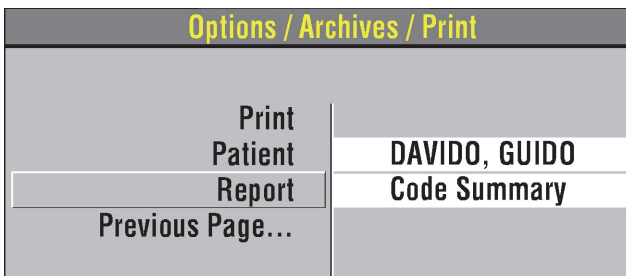 Options / Archives / Print
Print
Patient DAVIDO, GUIDO
Report Code Summary
Previous Page...